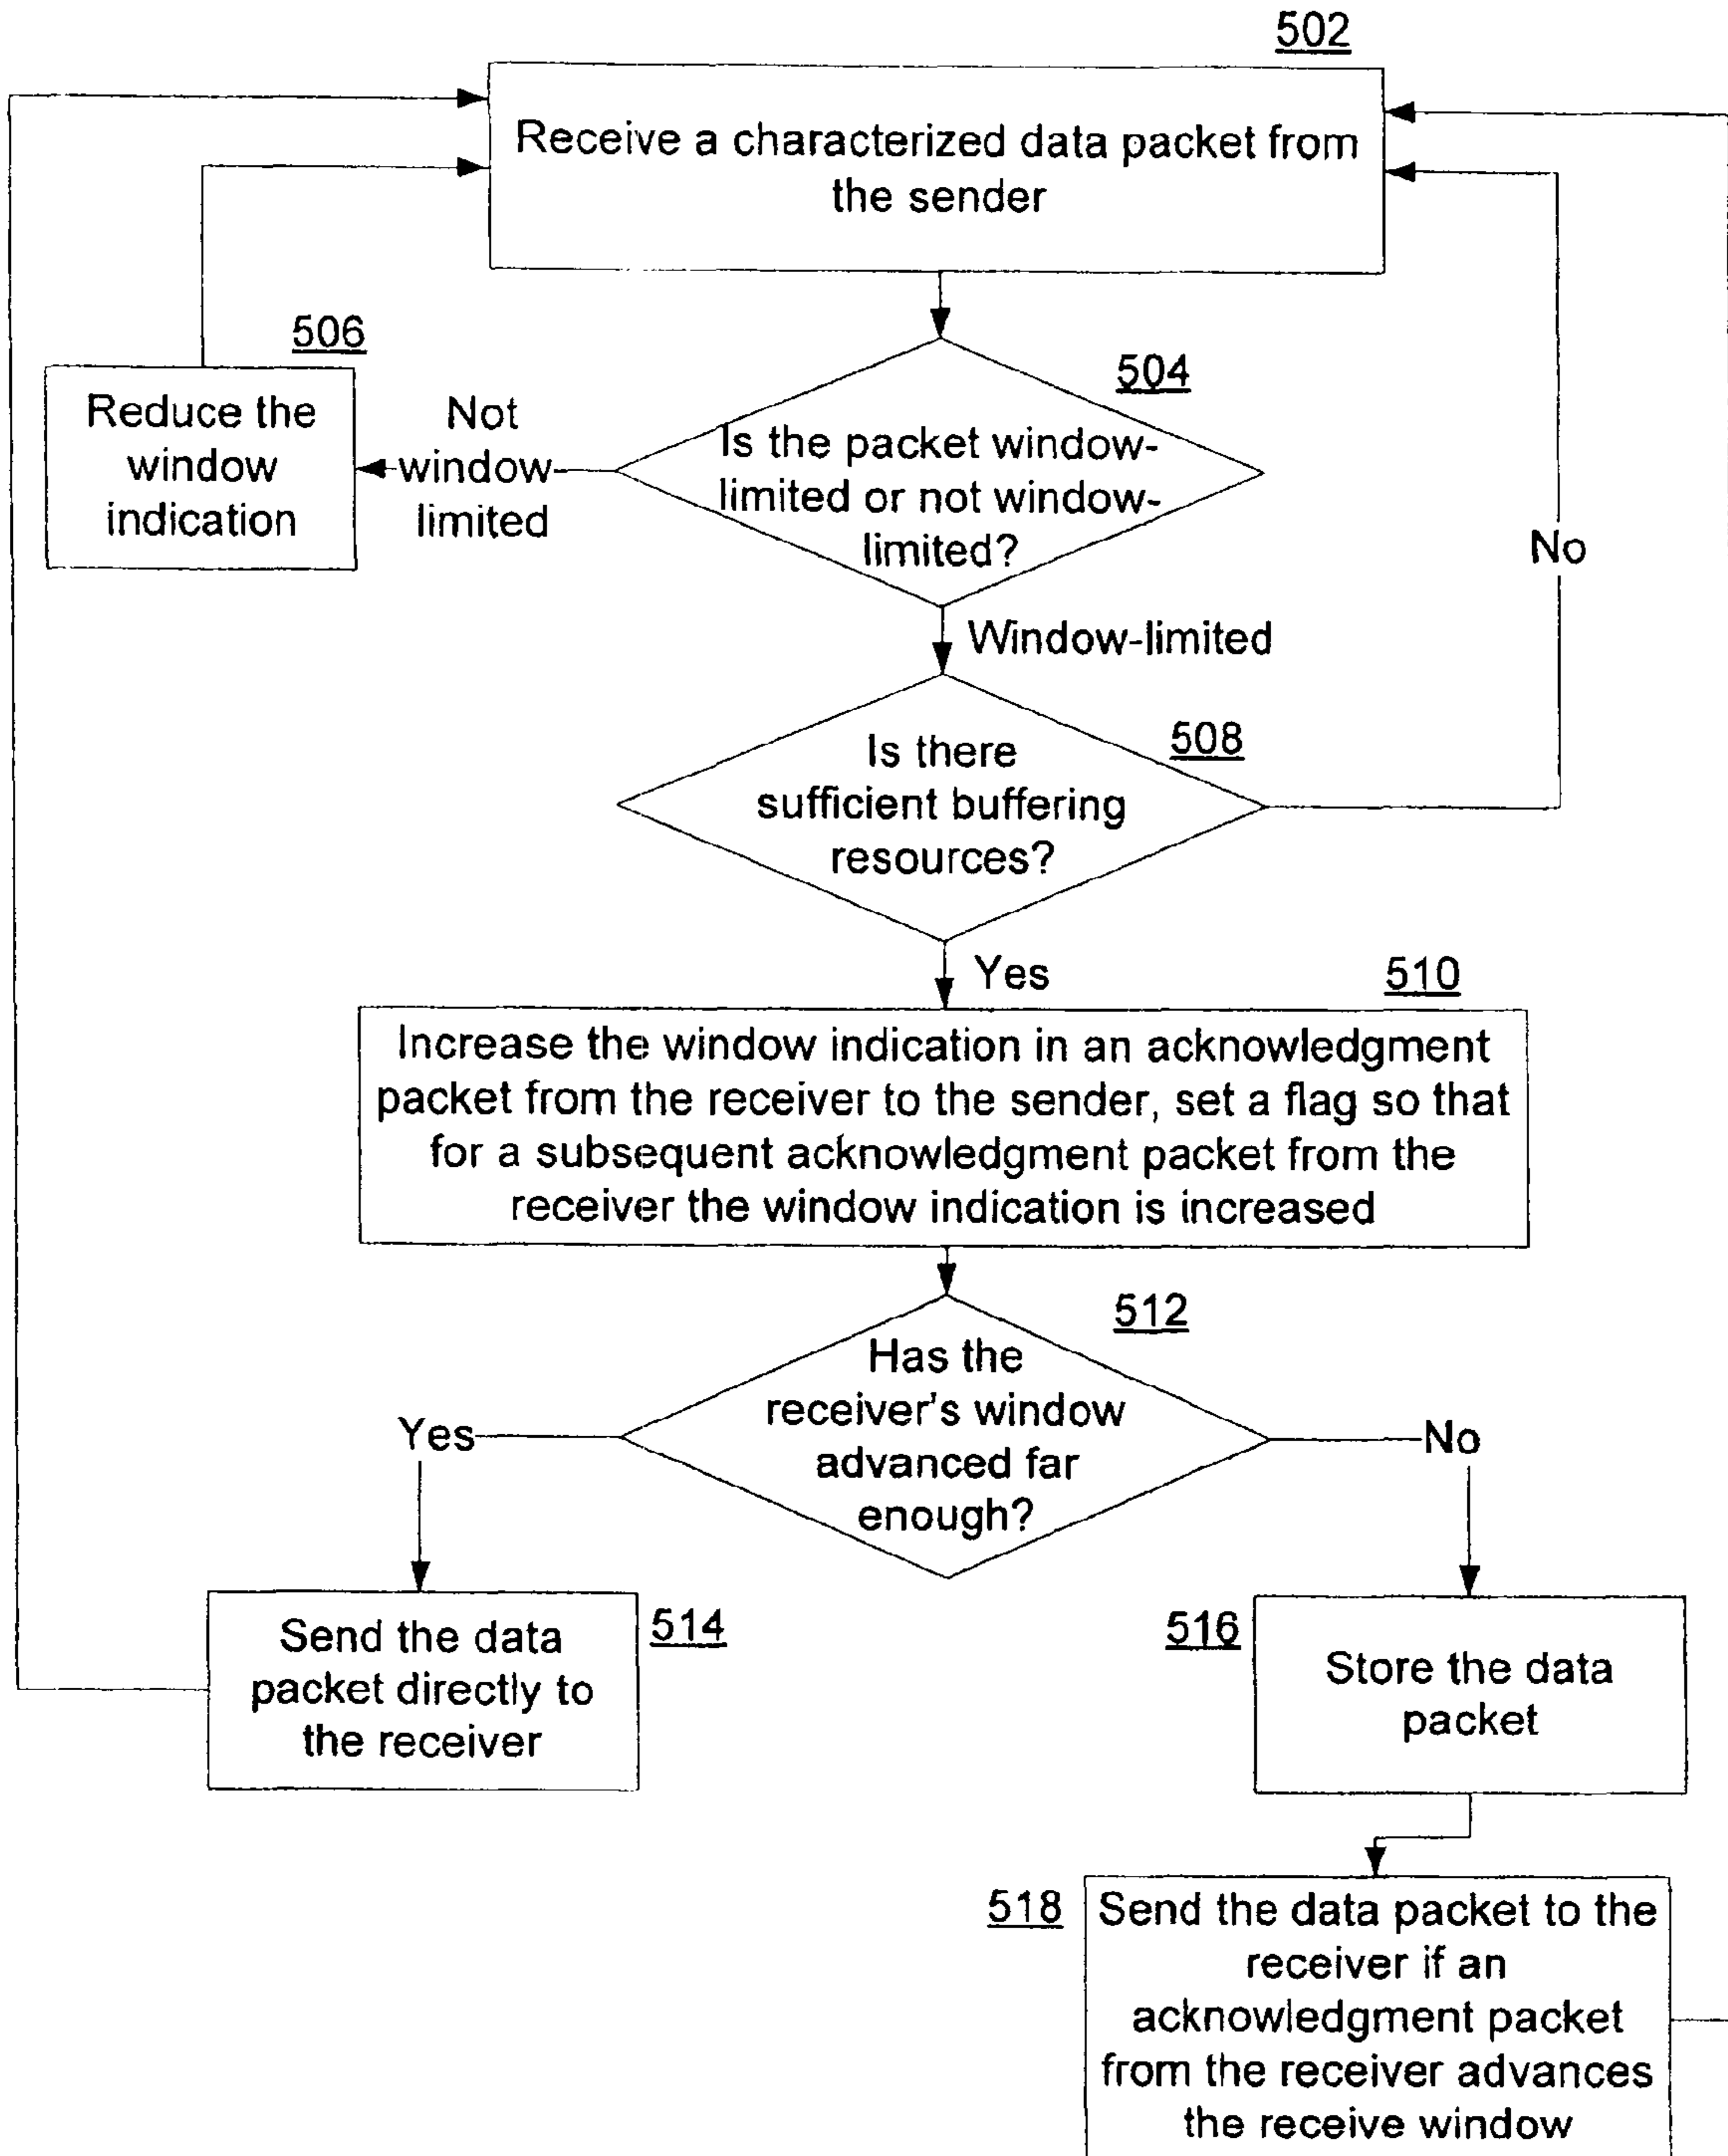 502
Receive a characterized data packet from
the sender
506
Reduce the
window
indication
Not
window
limited
504
Is the packet window-
limited or not window-
limited?
No
Window-limited
508
Is there
sufficient buffering
resources?
Yes
510
Increase the window indication in an acknowledgment
packet from the receiver to the sender, set a flag so that
for a subsequent acknowledgment packet from the
receiver the window indication is increased
512
Has the
receiver's window
advanced far
enough?
Yes
No
514
Send the data
packet directly to
the receiver
516
Store the data
packet
518
Send the data packet to the
receiver if an
acknowledgment packet
from the receiver advances
the receive window